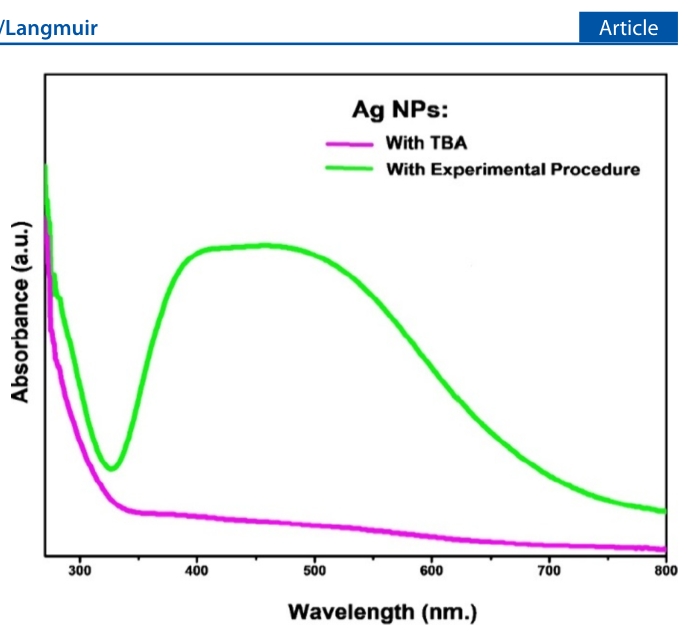 /Langmuir
Article
Ag NPs:
With TBA
With Experimental Procedure
Absorbance (a.u.)
300 400 500 600 700 800
Wavelength (nm.)